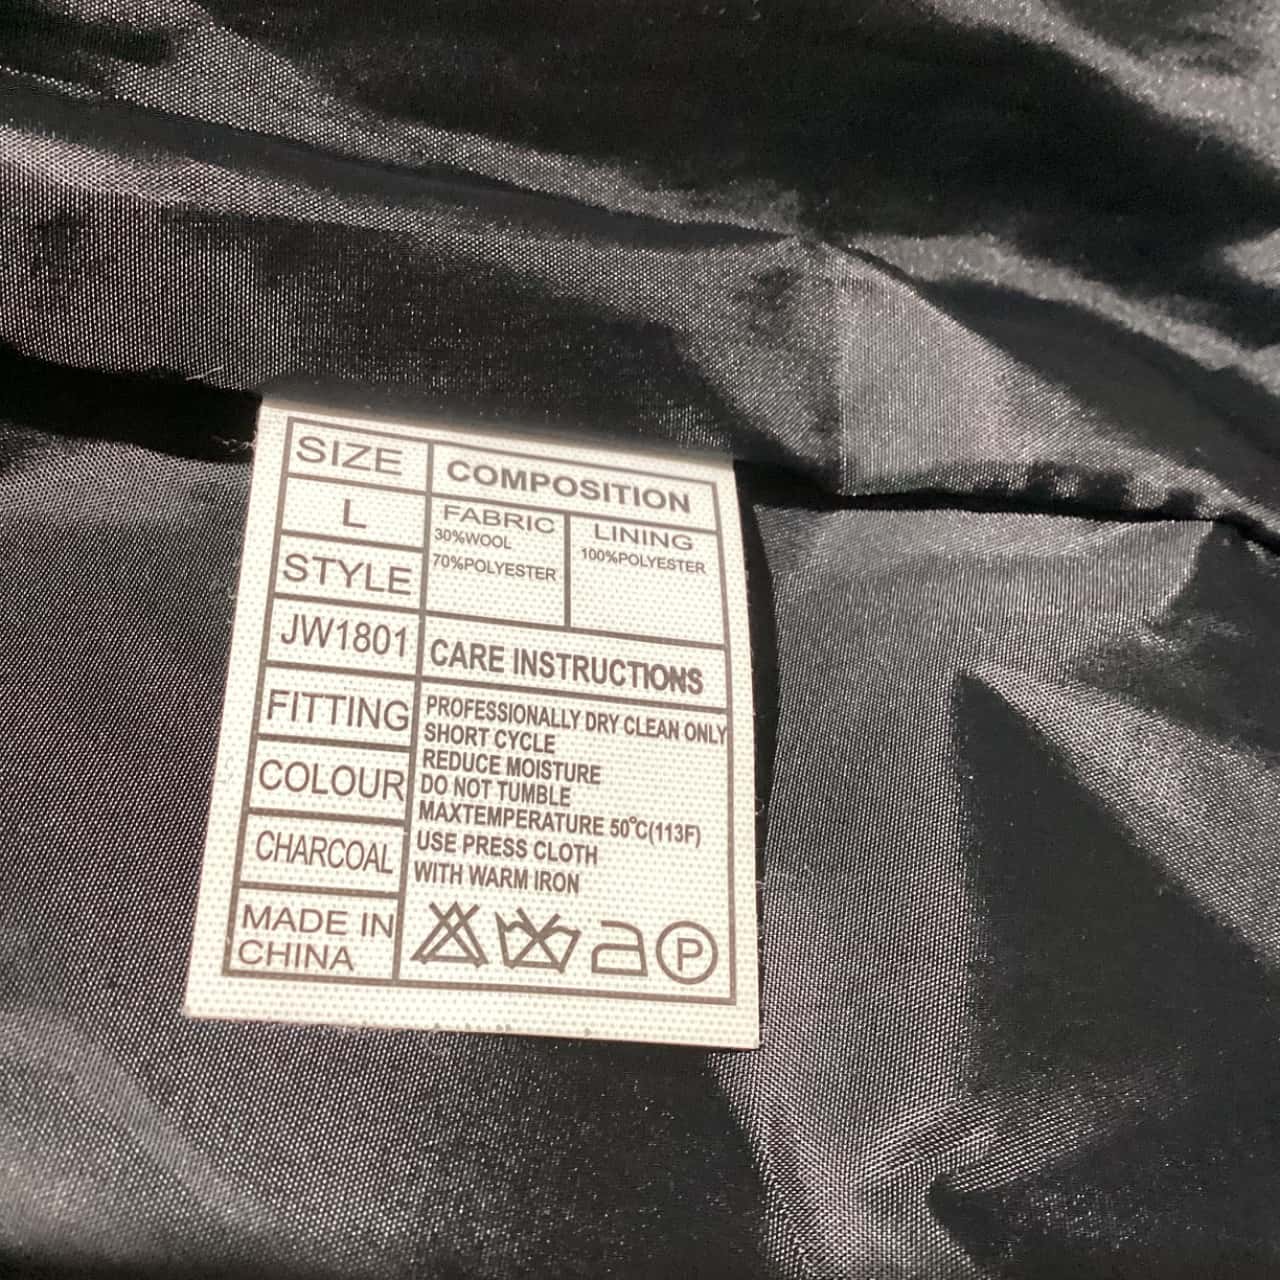 SIZE
L
STYLE
JW1801
FITTING
COLOUR
CHARCOAL
MADE IN
CHINA
COMPOSITION
FABRIC
30%WOOL
70%POLYESTER
LINING
100%POLYESTER
CARE INSTRUCTIONS
PROFESSIONALLY DRY CLEAN ONLY
SHORT CYCLE
REDUCE MOISTURE
DO NOT TUMBLE
MAXTEMPERATURE 50°C(113F)
USE PRESS CLOTH
WITH WARM IRON
P